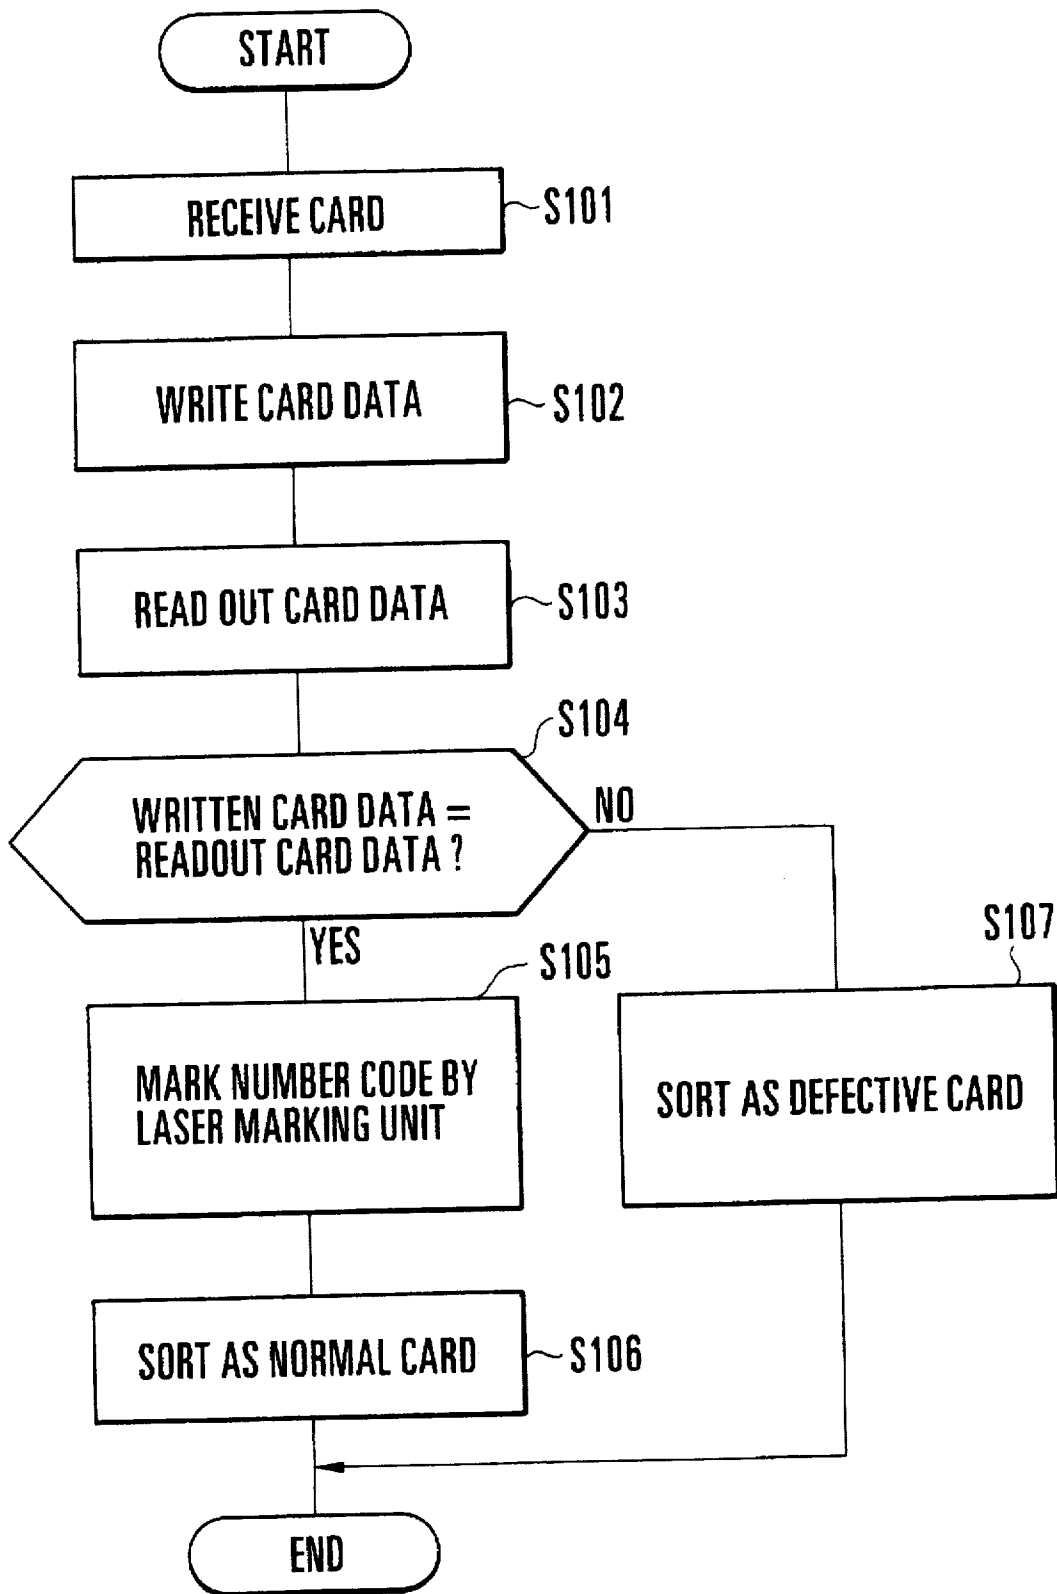 START
RECEIVE CARD
S101
WRITE CARD DATA
S102
READ OUT CARD DATA
S103
S104
WRITTEN CARD DATA =
READOUT CARD DATA ?
NO
YES
S105
S107
MARK NUMBER CODE BY
LASER MARKING UNIT
SORT AS DEFECTIVE CARD
SORT AS NORMAL CARD
S106
END